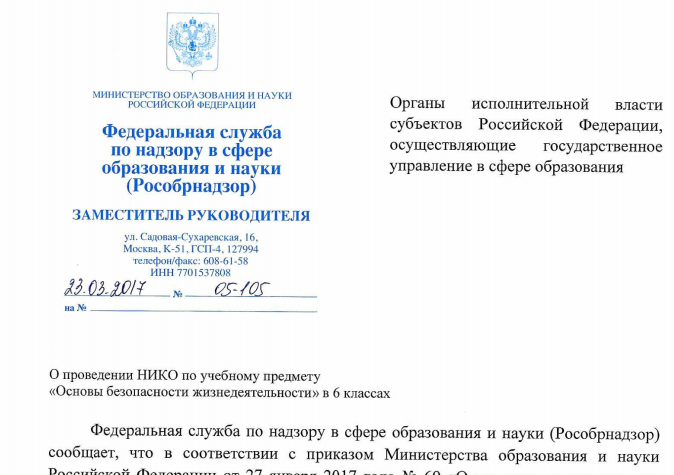 МИНИСТЕРСТВО ОБРАЗОВАНИЯ И НАУКИ
РОССИЙСКОЙ ФЕДЕРАЦИИ
Федеральная служба
по надзору в сфере
образования и науки
(Рособрнадзор)
ЗАМЕСТИТЕЛЬ РУКОВОДИТЕЛЯ
ул. Садовая-Сухаревская, 16,
Москва, К-51, ГСП-4, 127994
телефон/факс: 608-61-58
ИНН 7701537808
23.03.2017 № 05-105
на №
Органы исполнительной власти
субъектов Российской Федерации,
осуществляющие государственное
управление в сфере образования
О проведении НИКО по учебному предмету
«Основы безопасности жизнедеятельности» в 6 классах
Федеральная служба по надзору в сфере образования и науки (Рособрнадзор)
сообщает, что в соответствии с приказом Министерства образования и науки
Российской Федерации от 27 января 2017 года № 69